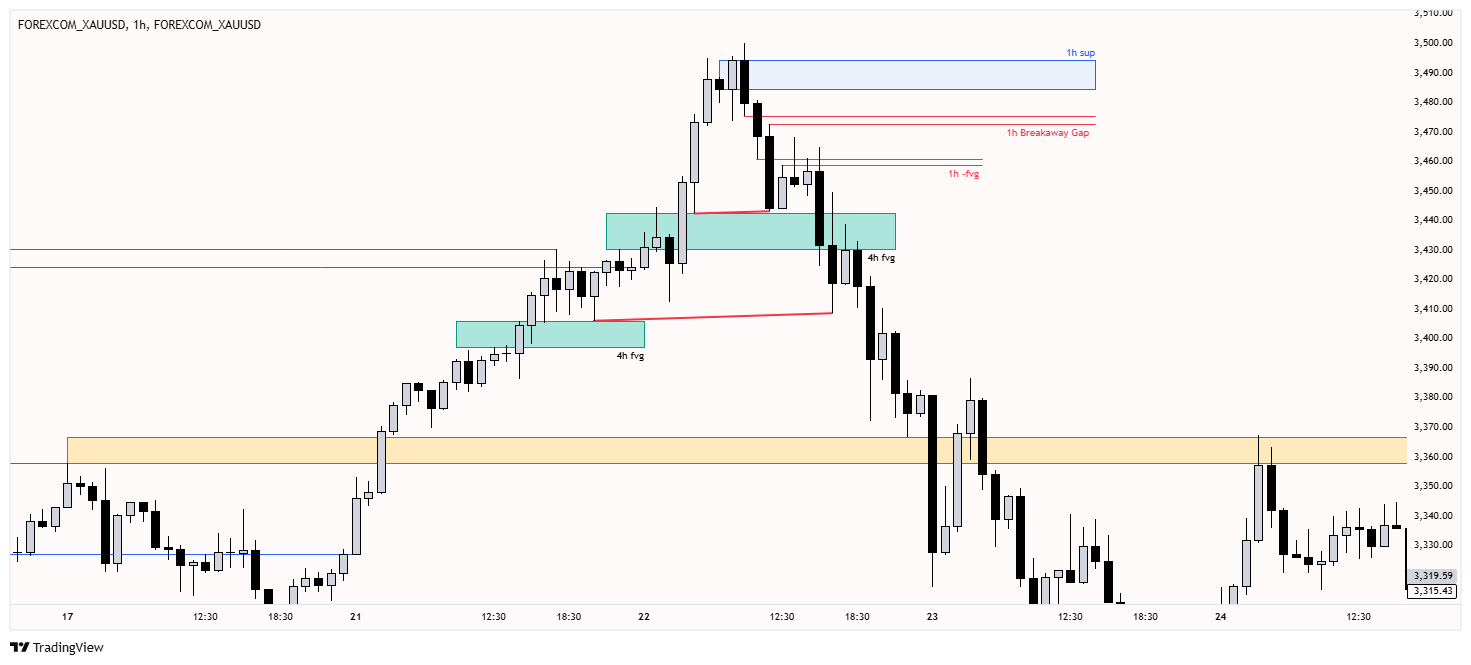 FOREXCOM_XAUUSD, 1h, FOREXCOM_XAUUSD
3,510.00
3,500.00
1h sup
3,490.00
3,480.00
3,470.00
1h Breakaway Gap
3,460.00
1h -fvg
3,450.00
3,440.00
3,430.00
4h fvg
3,420.00
3,410.00
3,400.00
4h fvg
3,390.00
3,380.00
3,370.00
3,360.00
3,350.00
3,340.00
3,330.00
3,319.59
3,315.43
17 12:30 18:30 21 12:30 18:30 22 12:30 18:30 23 12:30 18:30 24 12:30
TradingView